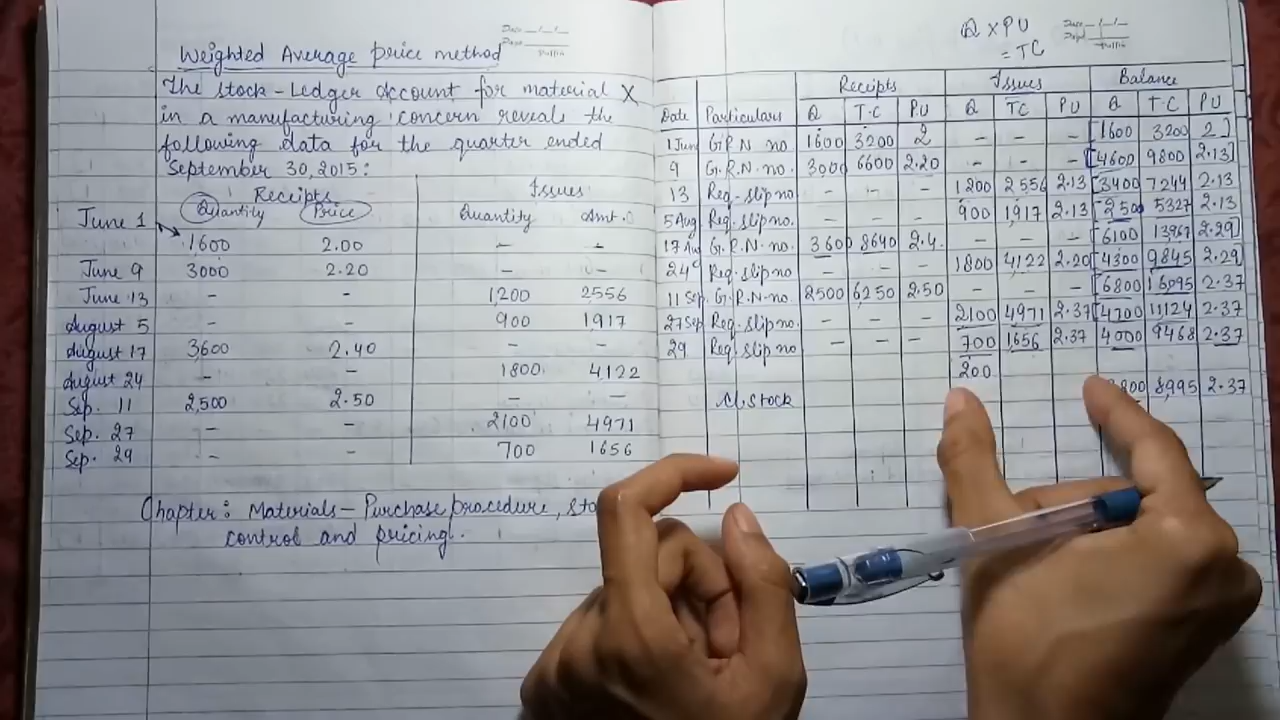 Weighted Average price method
The stock-Ledger account for material X
in a manufacturing concern reveals the
following data for the quarter ended
September 30, 2015:
Receipts Issues
Quantity Price Quantity Amt.
June 1 1600 2.00 - -
June 9 3000 2.20 - -
June 13 - - 1200 2556
August 5 - - 900 1917
August 17 3,600 2.40 - -
August 24 - - 1800 4122
Sep. 11 2,500 2.50 - -
Sep. 27 - - 2100 4971
Sep. 29 - - 700 1656
Chapter: Materials - Purchase procedure,
control and pricing.
Q x PU
= TC
Receipts Issues Balance
Date Particulars Q T.C PU Q TC PU Q T.C PU
1 June G.R.N no. 1600 3200 2 - - - 1600 3200 2
9 G.R.N. no. 3000 6600 2.20 - - - 4600 9800 2.13
13 Req. slip no. - - - 1200 2556 2.13 3400 7244 2.13
5 Aug Req. slip no. - - - 900 1917 2.13 2500 5327 2.13
17 Au G.R.N. no. 3600 8640 2.4 - - - 6100 13967 2.29
24 Req. slip no - - - 1800 4122 2.29 4300 9845 2.29
11 Sep. G.R.N. no. 2500 6250 2.50 6800 16095 2.37
27 Sep Req. slip no. - - - 2100 4971 2.37 4700 11124 2.37
29 Req. slip no - - - 700 1656 2.37 4000 9468 2.37
200
Cl. stock 8,995 2.37